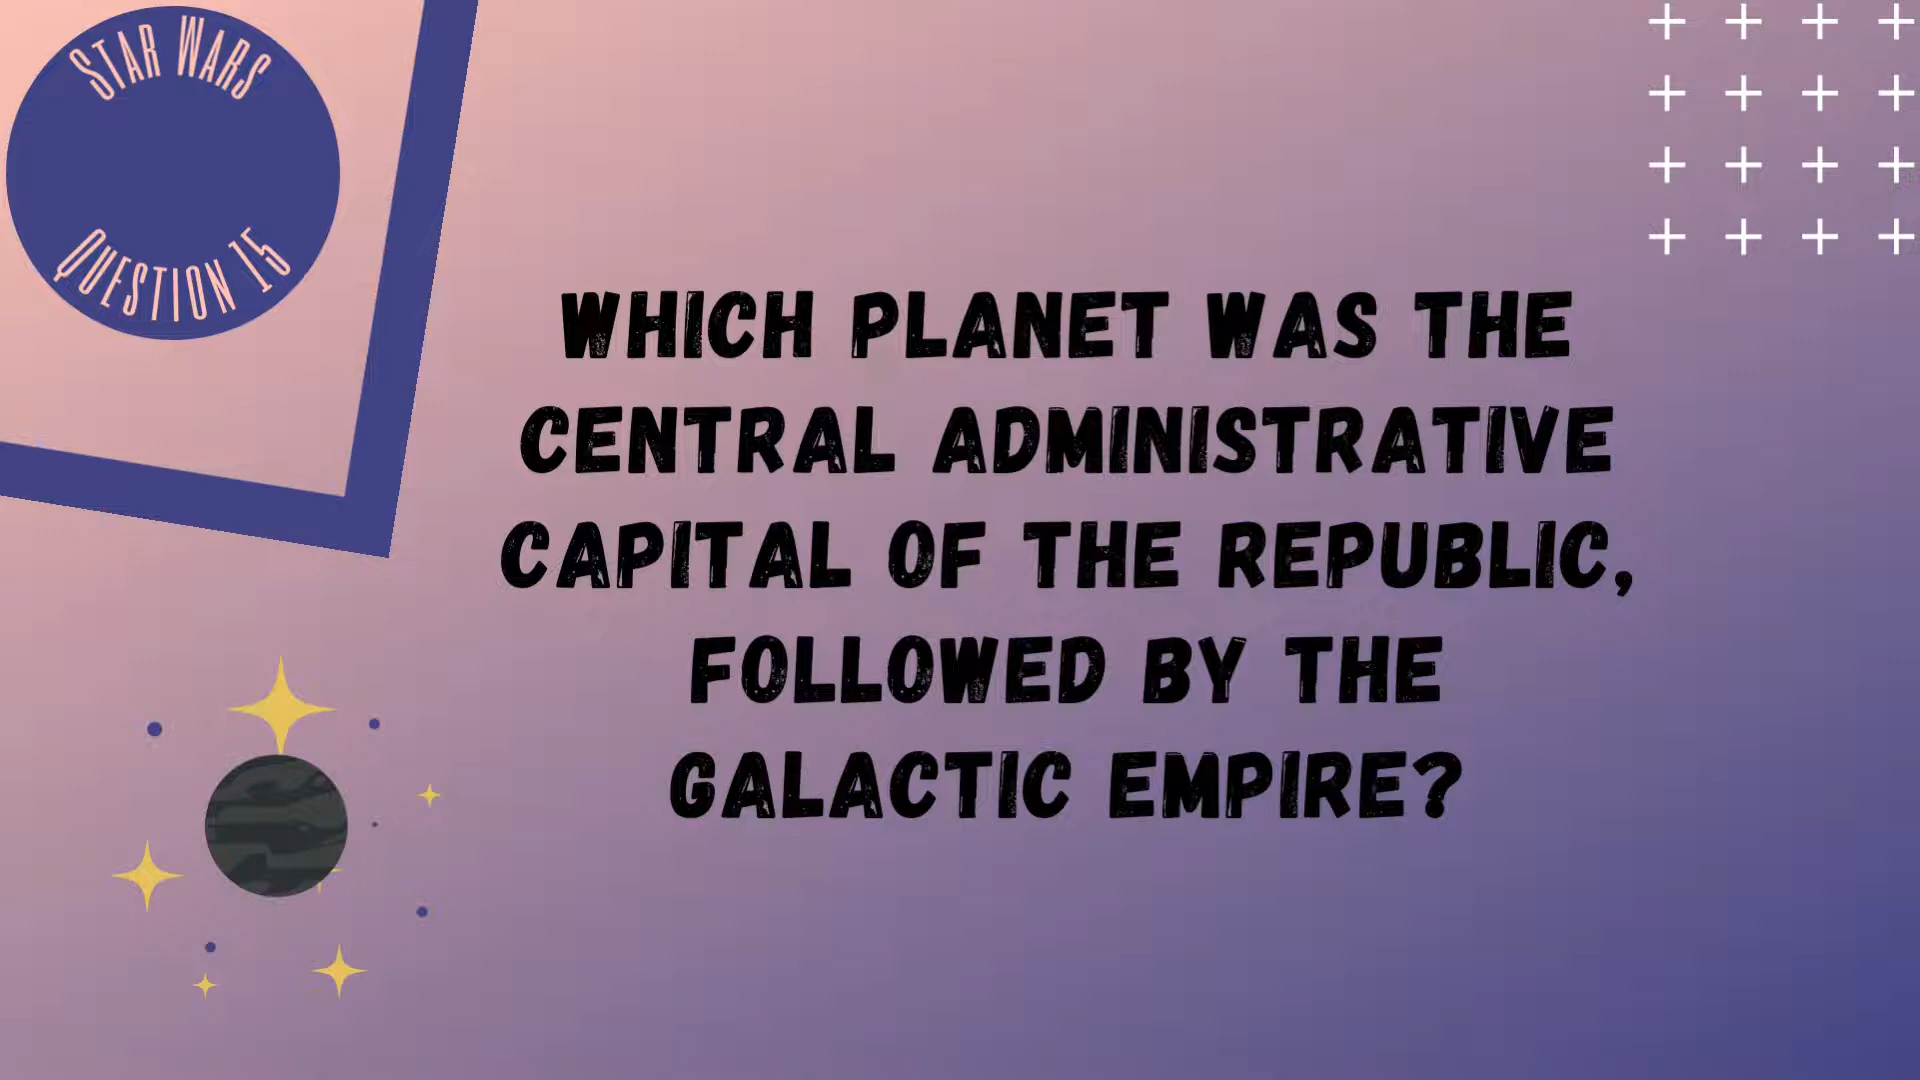 STAR WARS
QUESTION 15
WHICH PLANET WAS THE
CENTRAL ADMINISTRATIVE
CAPITAL OF THE REPUBLIC,
FOLLOWED BY THE
GALACTIC EMPIRE?